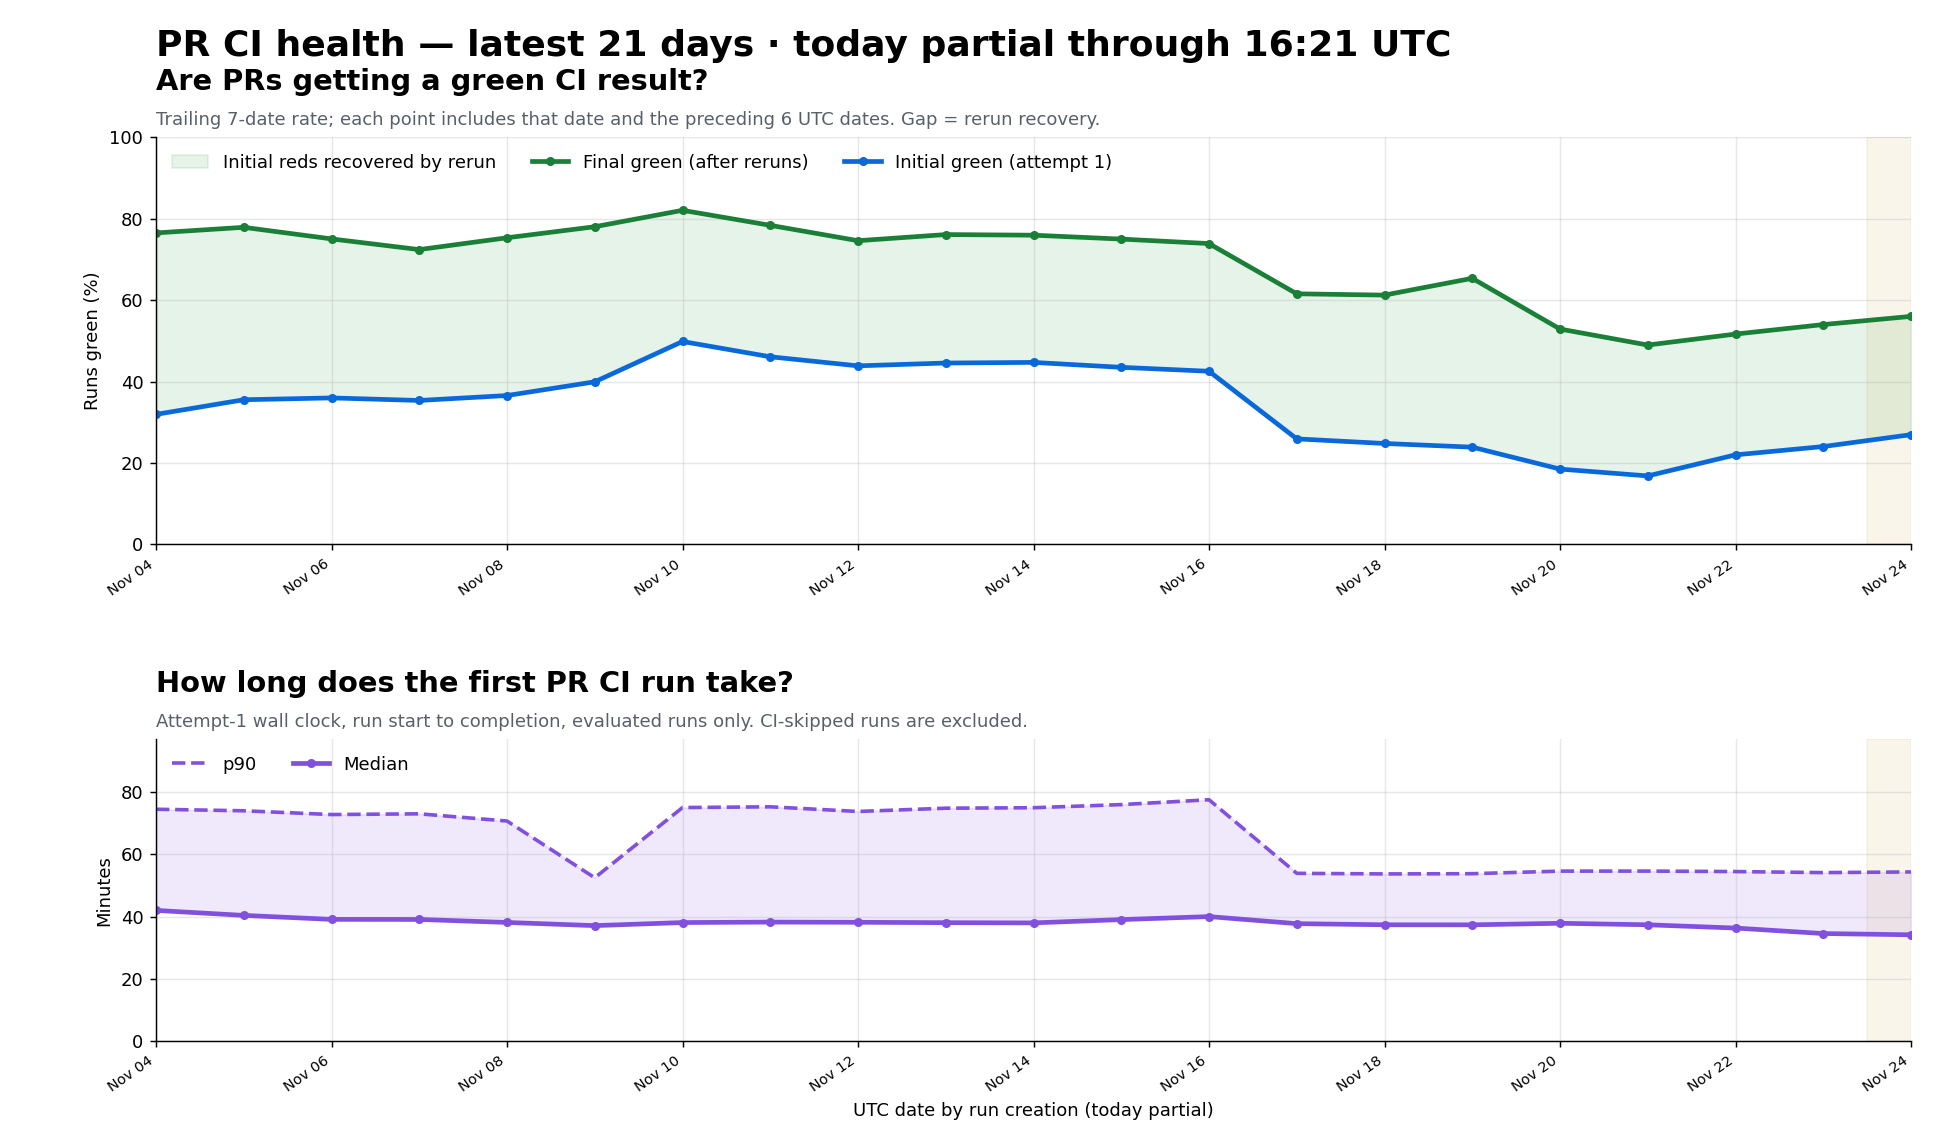 PR CI health — latest 21 days · today partial through 16:21 UTC
Are PRs getting a green CI result?
Trailing 7-date rate; each point includes that date and the preceding 6 UTC dates. Gap = rerun recovery.
Initial reds recovered by rerun Final green (after reruns) Initial green (attempt 1)
Runs green (%)
100
80
60
40
20
0
Nov 04 Nov 06 Nov 08 Nov 10 Nov 12 Nov 14 Nov 16 Nov 18 Nov 20 Nov 22 Nov 24
How long does the first PR CI run take?
Attempt-1 wall clock, run start to completion, evaluated runs only. CI-skipped runs are excluded.
p90 Median
Minutes
80
60
40
20
0
Nov 04 Nov 06 Nov 08 Nov 10 Nov 12 Nov 14 Nov 16 Nov 18 Nov 20 Nov 22 Nov 24
UTC date by run creation (today partial)